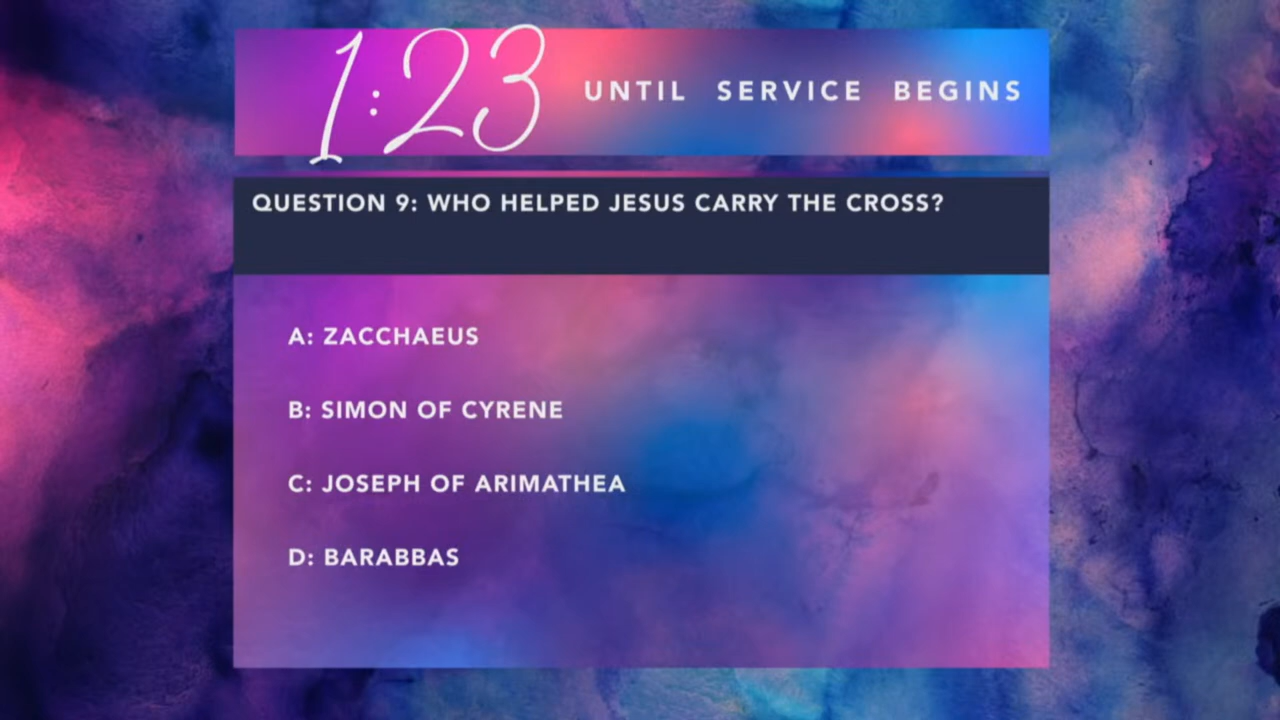 1:23 UNTIL SERVICE BEGINS
QUESTION 9: WHO HELPED JESUS CARRY THE CROSS?
A: ZACCHAEUS
B: SIMON OF CYRENE
C: JOSEPH OF ARIMATHEA
D: BARABBAS